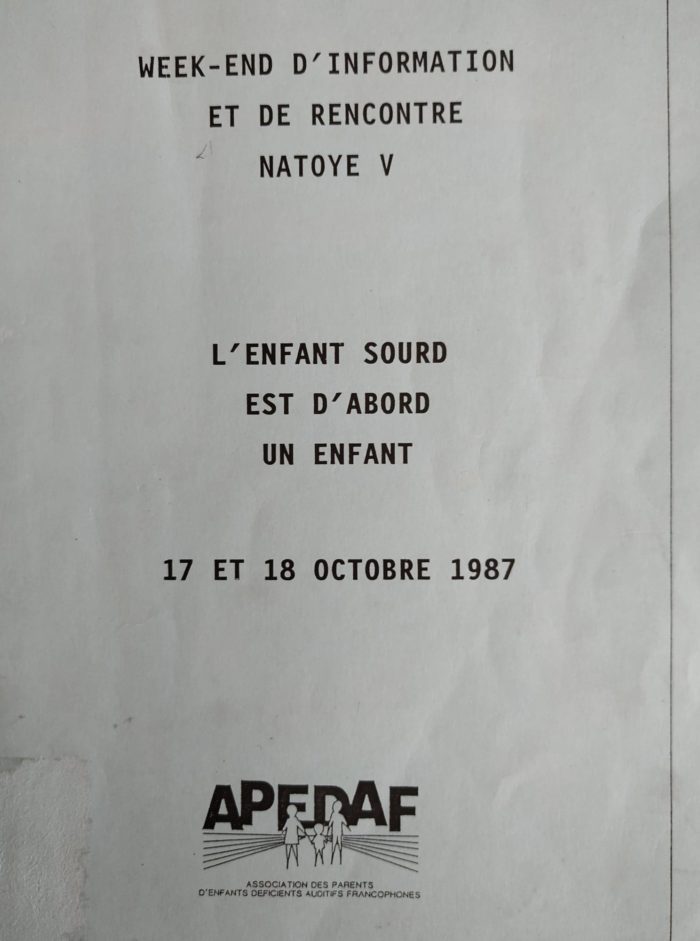 WEEK-END D'INFORMATION
ET DE RENCONTRE
NATOYE V
L'ENFANT SOURD
EST D'ABORD
UN ENFANT
17 ET 18 OCTOBRE 1987
APEDAF
ASSOCIATION DES PARENTS
D'ENFANTS DEFICIENTS AUDITIFS FRANCOPHONES